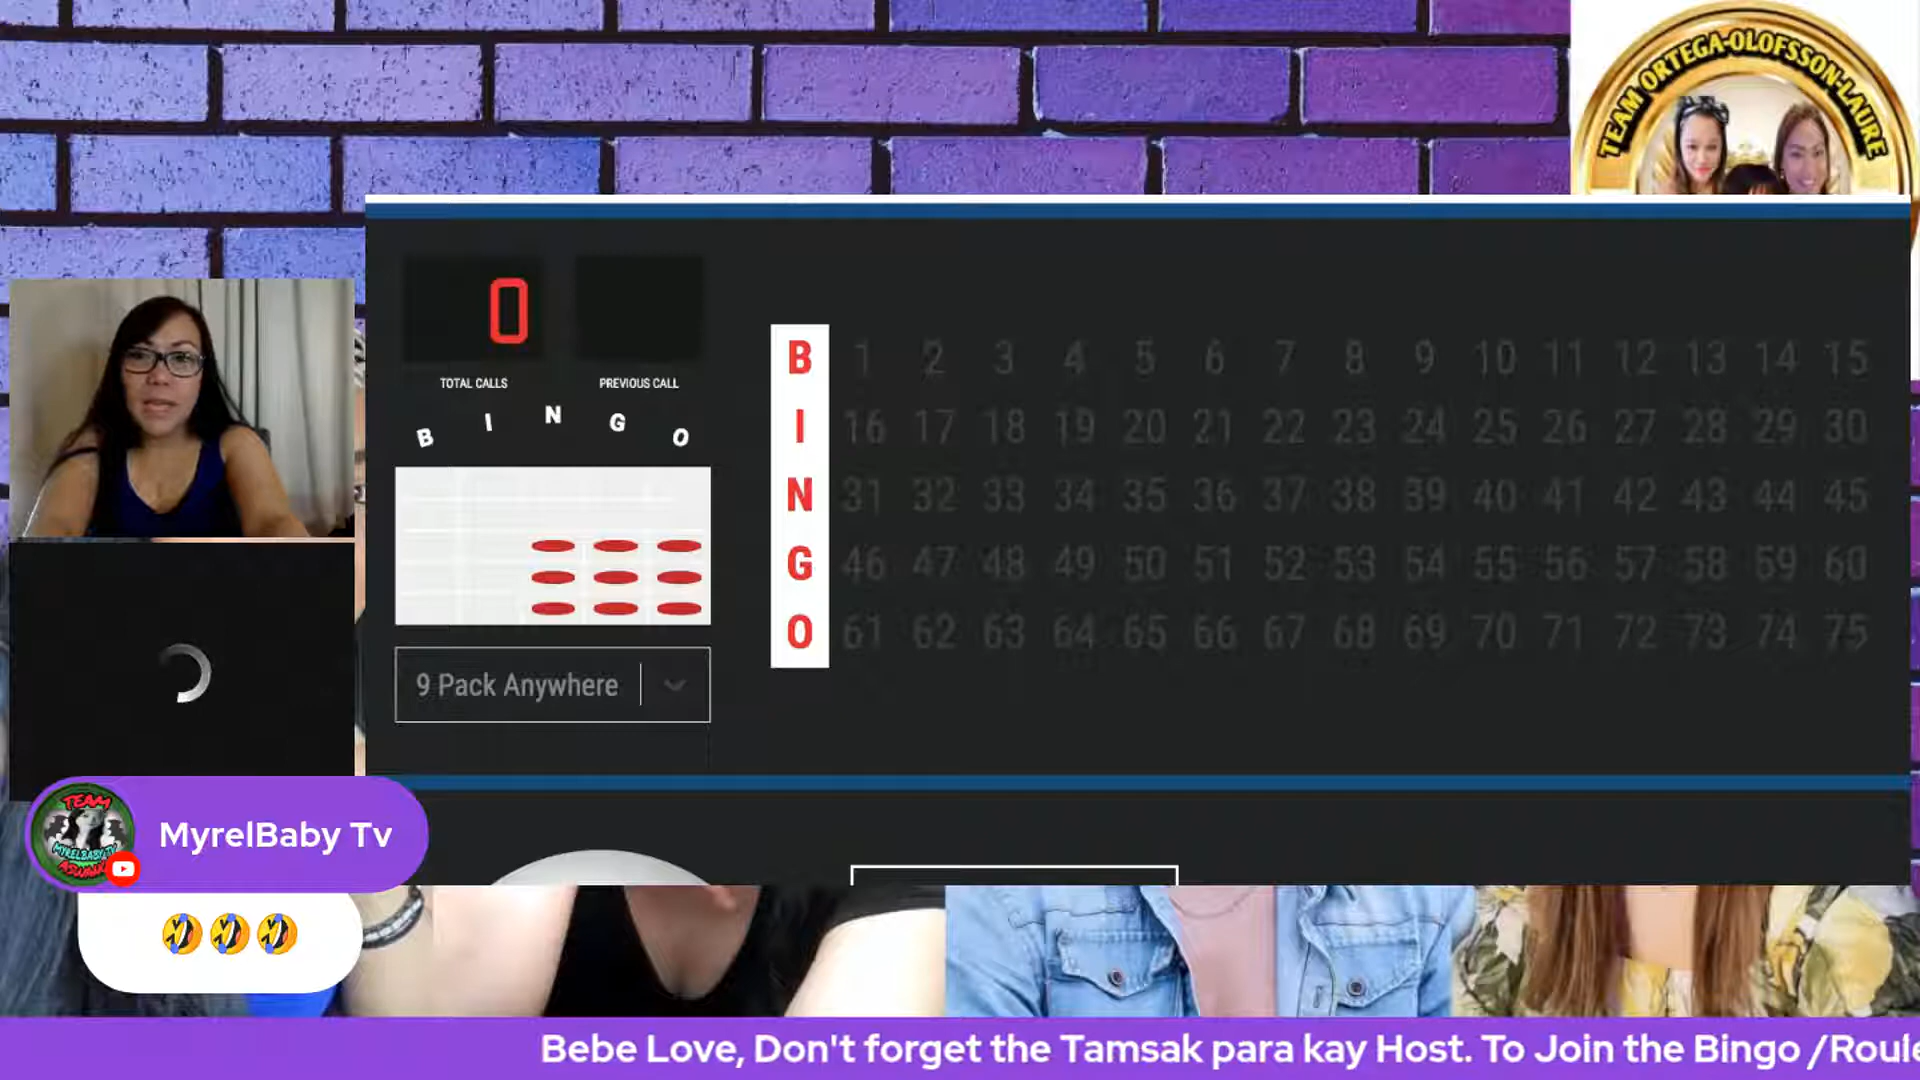 TEAM ORTEGA-OLOFSSON-LAURE
0
TOTAL CALLS
PREVIOUS CALL
B I N G O
9 Pack Anywhere
B 1 2 3 4 5 6 7 8 9 10 11 12 13 14 15
I 16 17 18 19 20 21 22 23 24 25 26 27 28 29 30
N 31 32 33 34 35 36 37 38 39 40 41 42 43 44 45
G 46 47 48 49 50 51 52 53 54 55 56 57 58 59 60
O 61 62 63 64 65 66 67 68 69 70 71 72 73 74 75
TEAM
MYRELBABY TV
MyrelBaby Tv
Bebe Love, Don't forget the Tamsak para kay Host. To Join the Bingo /Roule